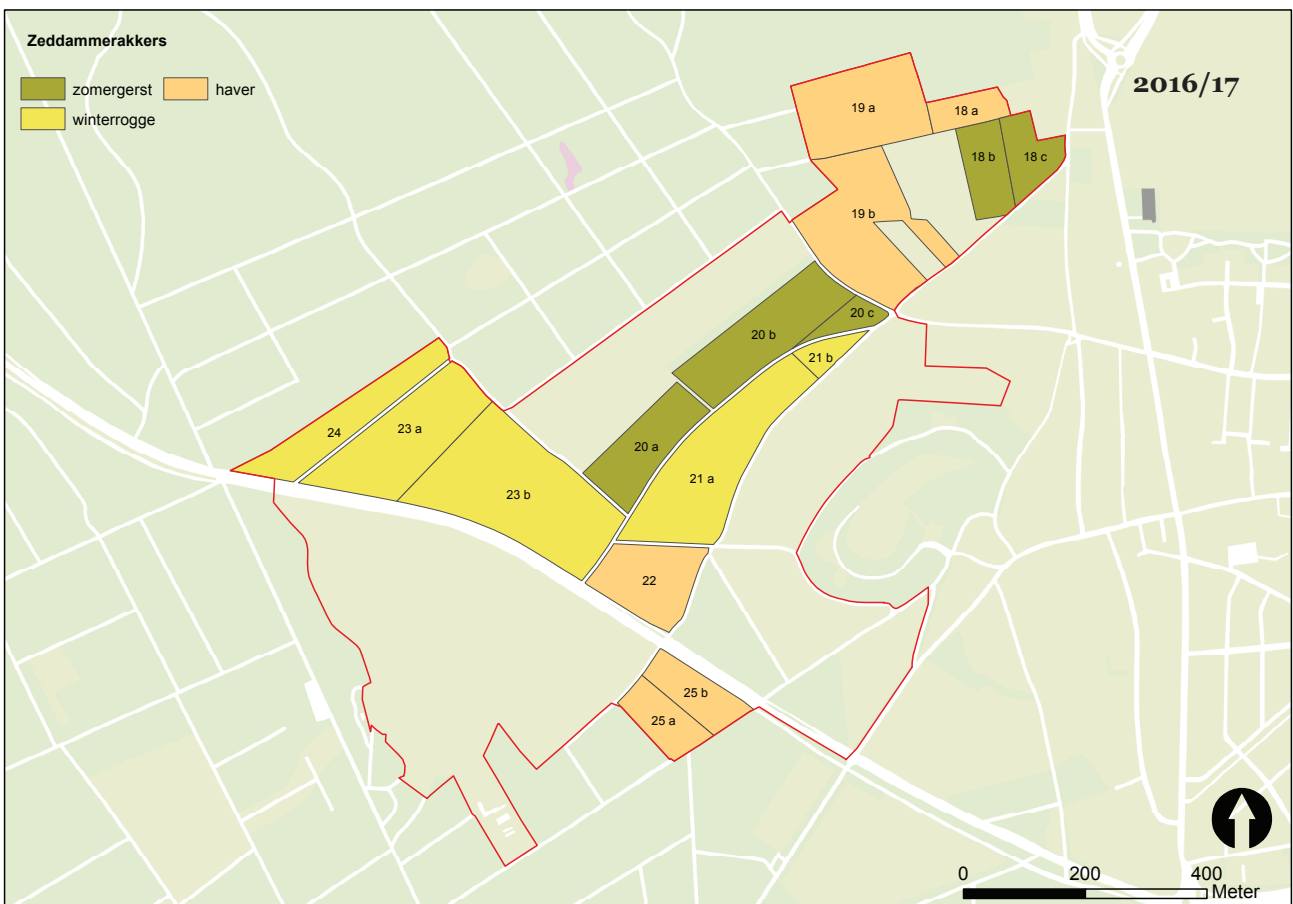 Zeddammerakkers
2016/17
zomergerst haver
winterrogge
19 a
18 a
18 b
18 c
19 b
20 c
20 b
21 b
24
23 a
20 a
21 a
23 b
22
25 b
25 a
0 200 400
Meter